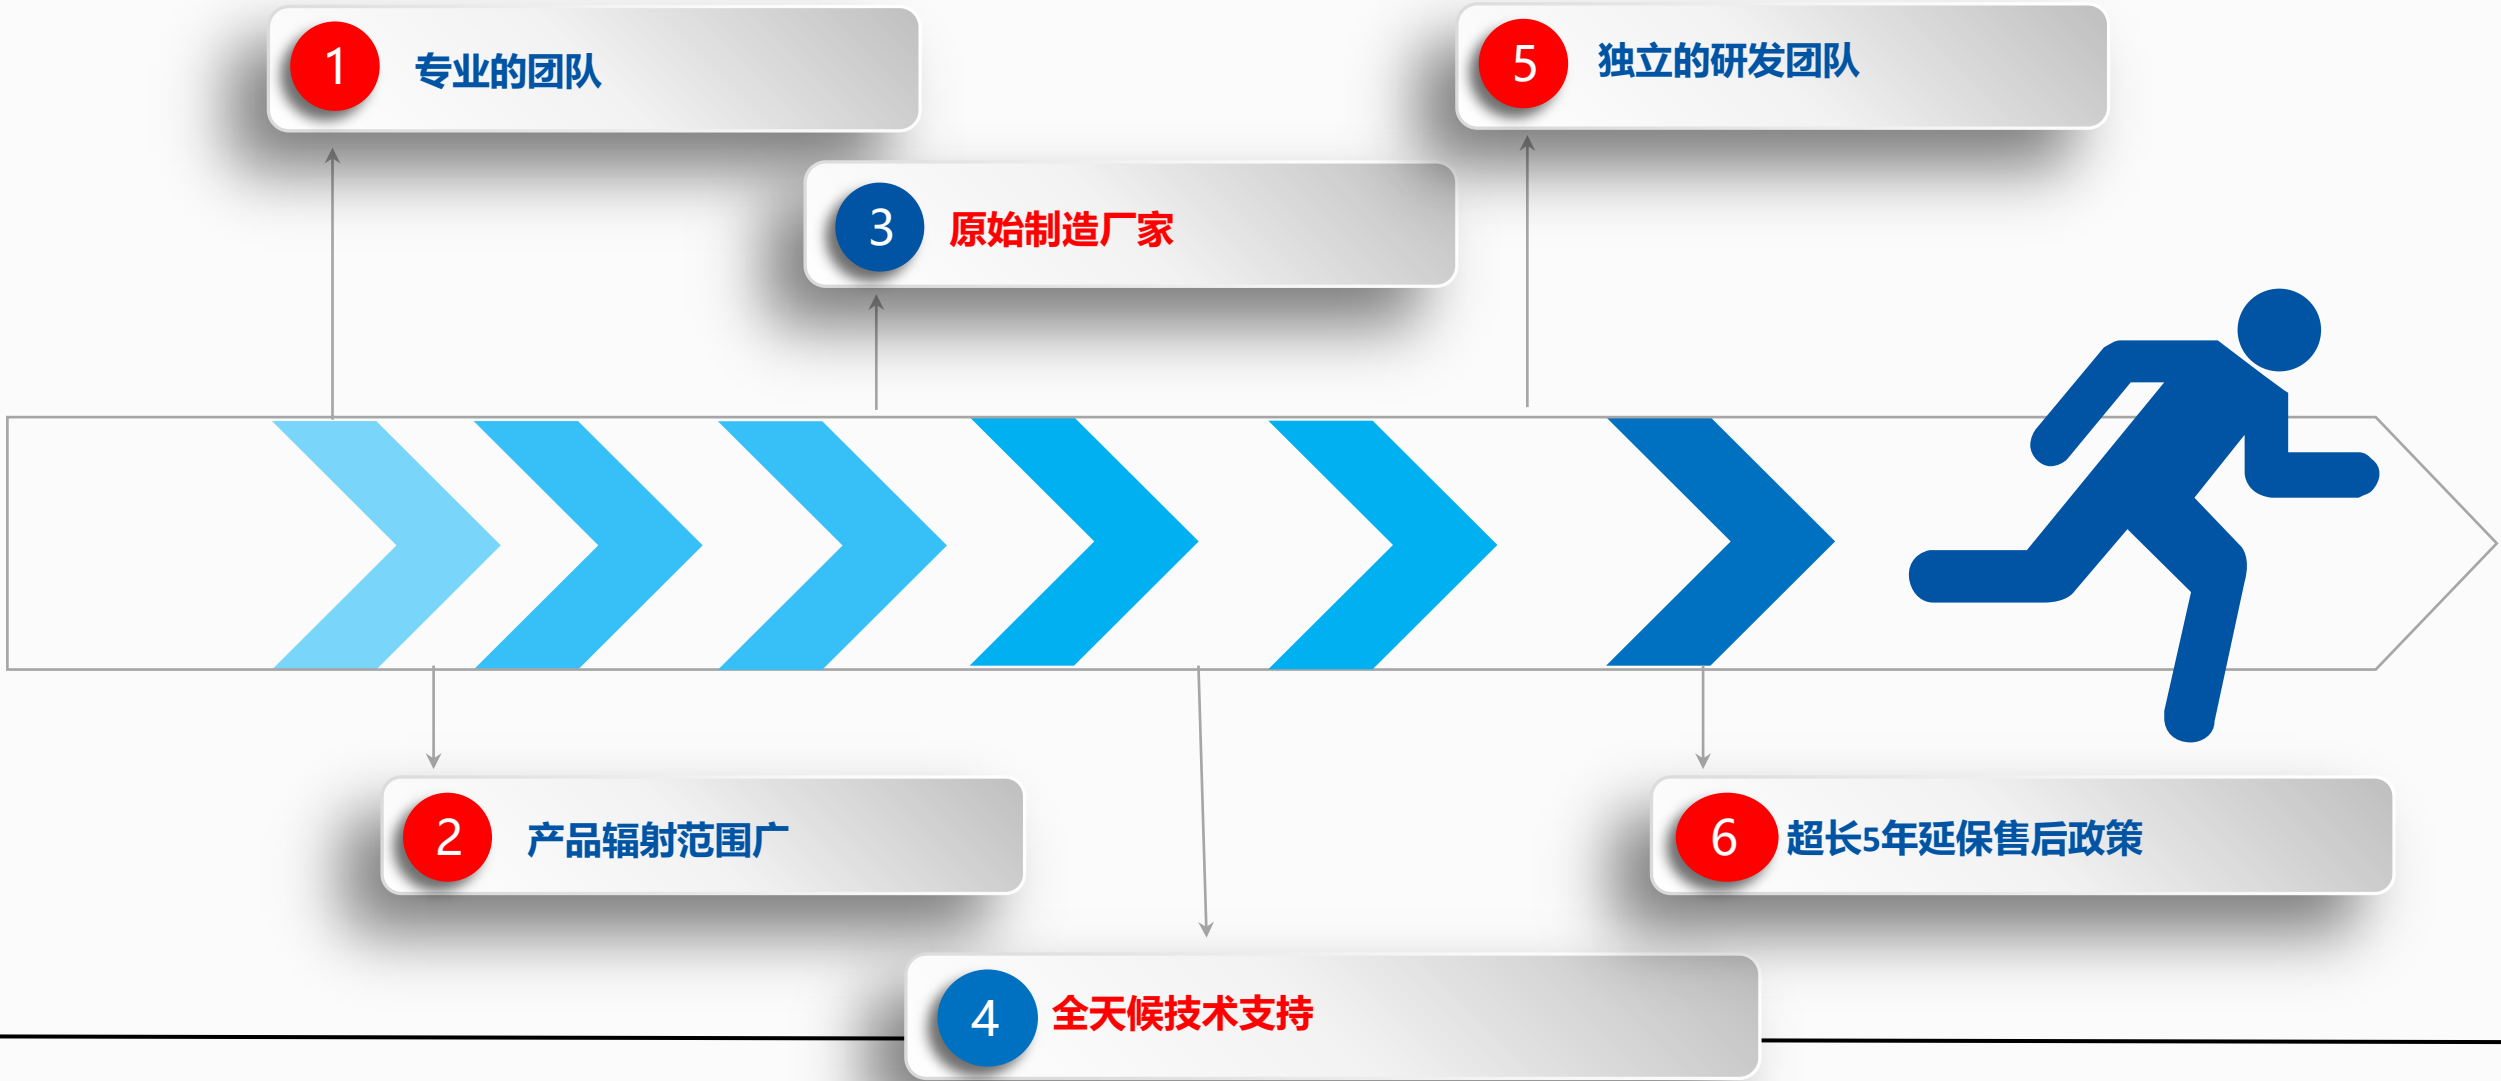 1 专业的团队
5 独立的研发团队
3 原始制造厂家
2 产品辐射范围广
6 超长5年延保售后政策
4 全天候技术支持